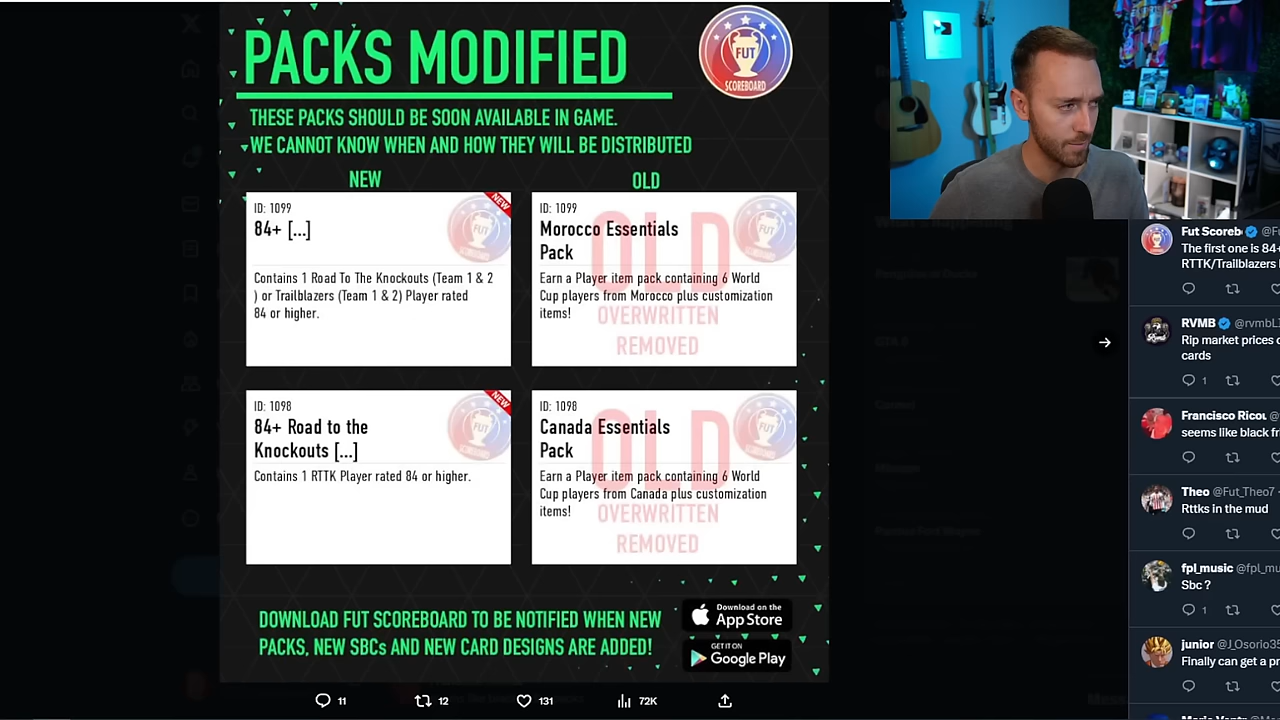 PACKS MODIFIED
FUT
SCOREBOARD
THESE PACKS SHOULD BE SOON AVAILABLE IN GAME.
WE CANNOT KNOW WHEN AND HOW THEY WILL BE DISTRIBUTED
NEW
ID: 1099
84+ [...]
NEW
FUT
Contains 1 Road To The Knockouts (Team 1 & 2
) or Trailblazers (Team 1 & 2) Player rated
84 or higher.
ID: 1098
84+ Road to the
Knockouts [...]
NEW
FUT
Contains 1 RTTK Player rated 84 or higher.
OLD
ID: 1099
Morocco Essentials
Pack
FUT
Earn a Player item pack containing 6 World
Cup players from Morocco plus customization
items!
OLD
OVERWRITTEN
REMOVED
ID: 1098
Canada Essentials
Pack
FUT
Earn a Player item pack containing 6 World
Cup players from Canada plus customization
items!
OLD
OVERWRITTEN
REMOVED
DOWNLOAD FUT SCOREBOARD TO BE NOTIFIED WHEN NEW
PACKS, NEW SBCs AND NEW CARD DESIGNS ARE ADDED!
Download on the
App Store
GET IT ON
Google Play
11
12
131
72K
Fut Scoreb @Fu
The first one is 84+
RTTK/Trailblazers
RVMB @rvmbL
Rip market prices
cards
1
Francisco Ricou @
seems like black fr
Theo @Fut_Theo7
Rttks in the mud
fpl_music @fpl_mu
Sbc ?
1
junior @J_Osorio35
Finally can get a pr